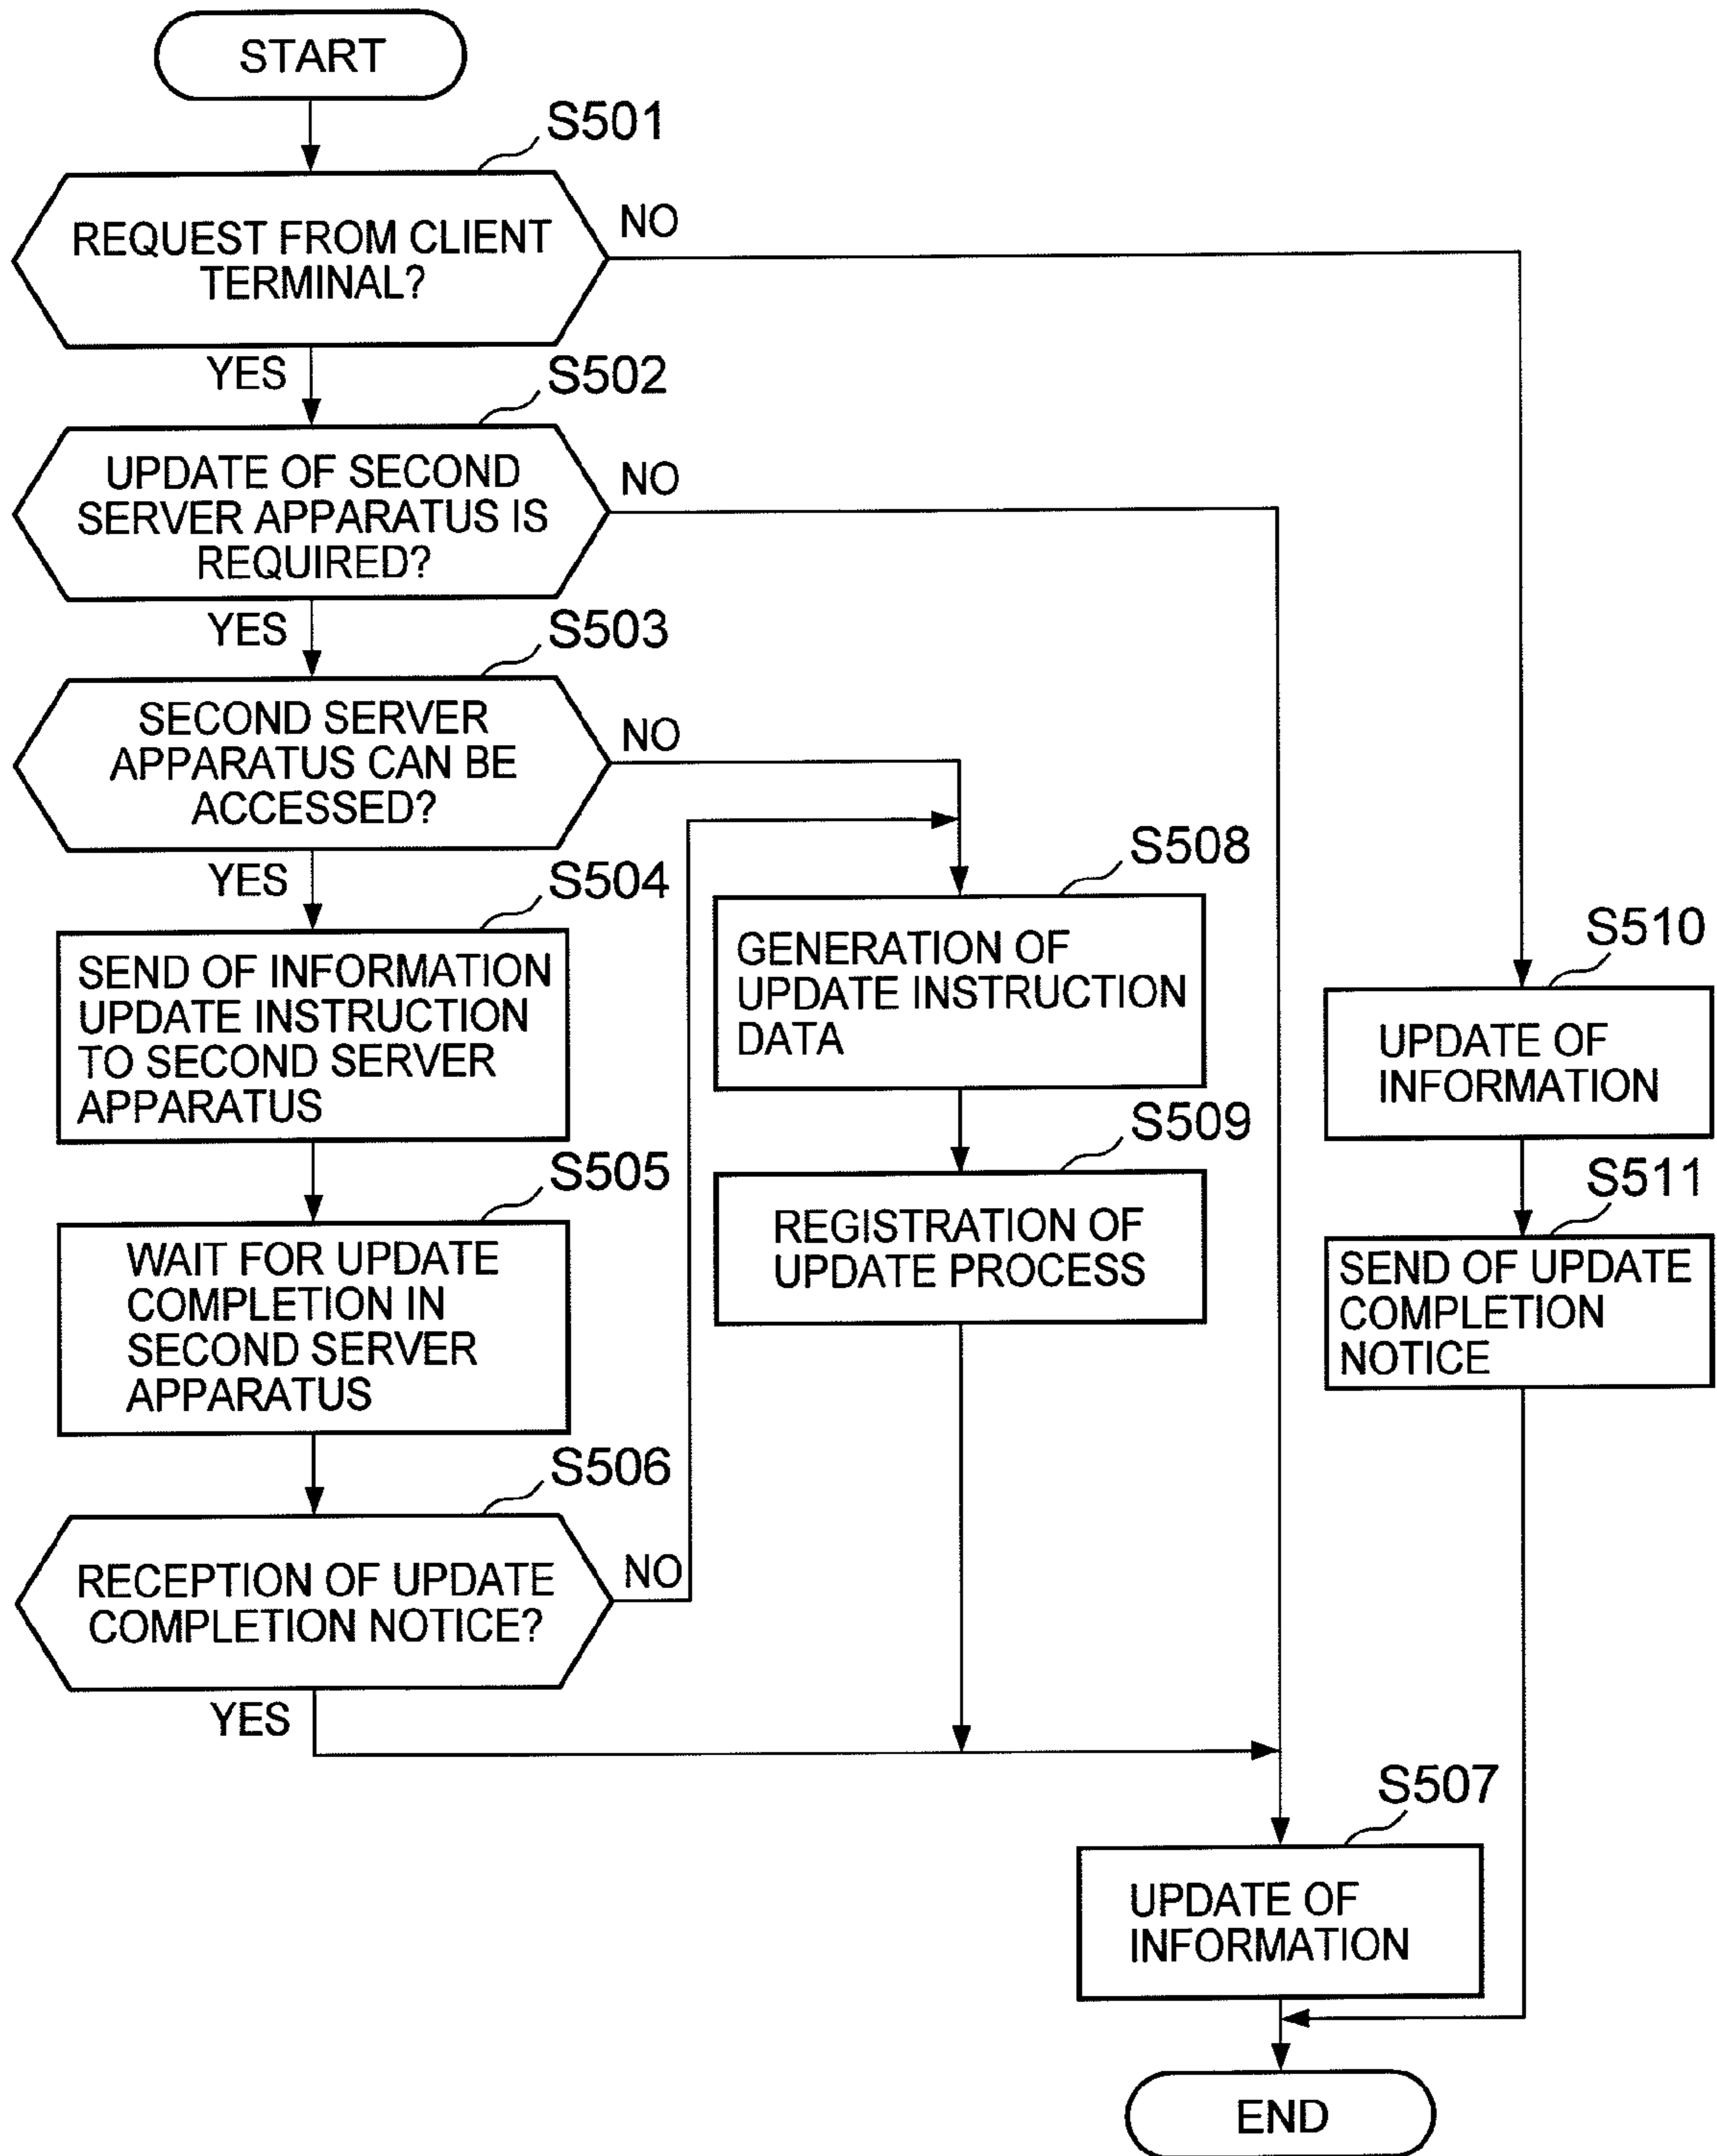 START
S501
REQUEST FROM CLIENT
TERMINAL?
NO
YES
S502
UPDATE OF SECOND
SERVER APPARATUS IS
REQUIRED?
NO
YES
S503
SECOND SERVER
APPARATUS CAN BE
ACCESSED?
NO
YES
S504
SEND OF INFORMATION
UPDATE INSTRUCTION
TO SECOND SERVER
APPARATUS
S505
WAIT FOR UPDATE
COMPLETION IN
SECOND SERVER
APPARATUS
S506
RECEPTION OF UPDATE
COMPLETION NOTICE?
NO
YES
S508
GENERATION OF
UPDATE INSTRUCTION
DATA
S509
REGISTRATION OF
UPDATE PROCESS
S510
UPDATE OF
INFORMATION
S511
SEND OF UPDATE
COMPLETION
NOTICE
S507
UPDATE OF
INFORMATION
END